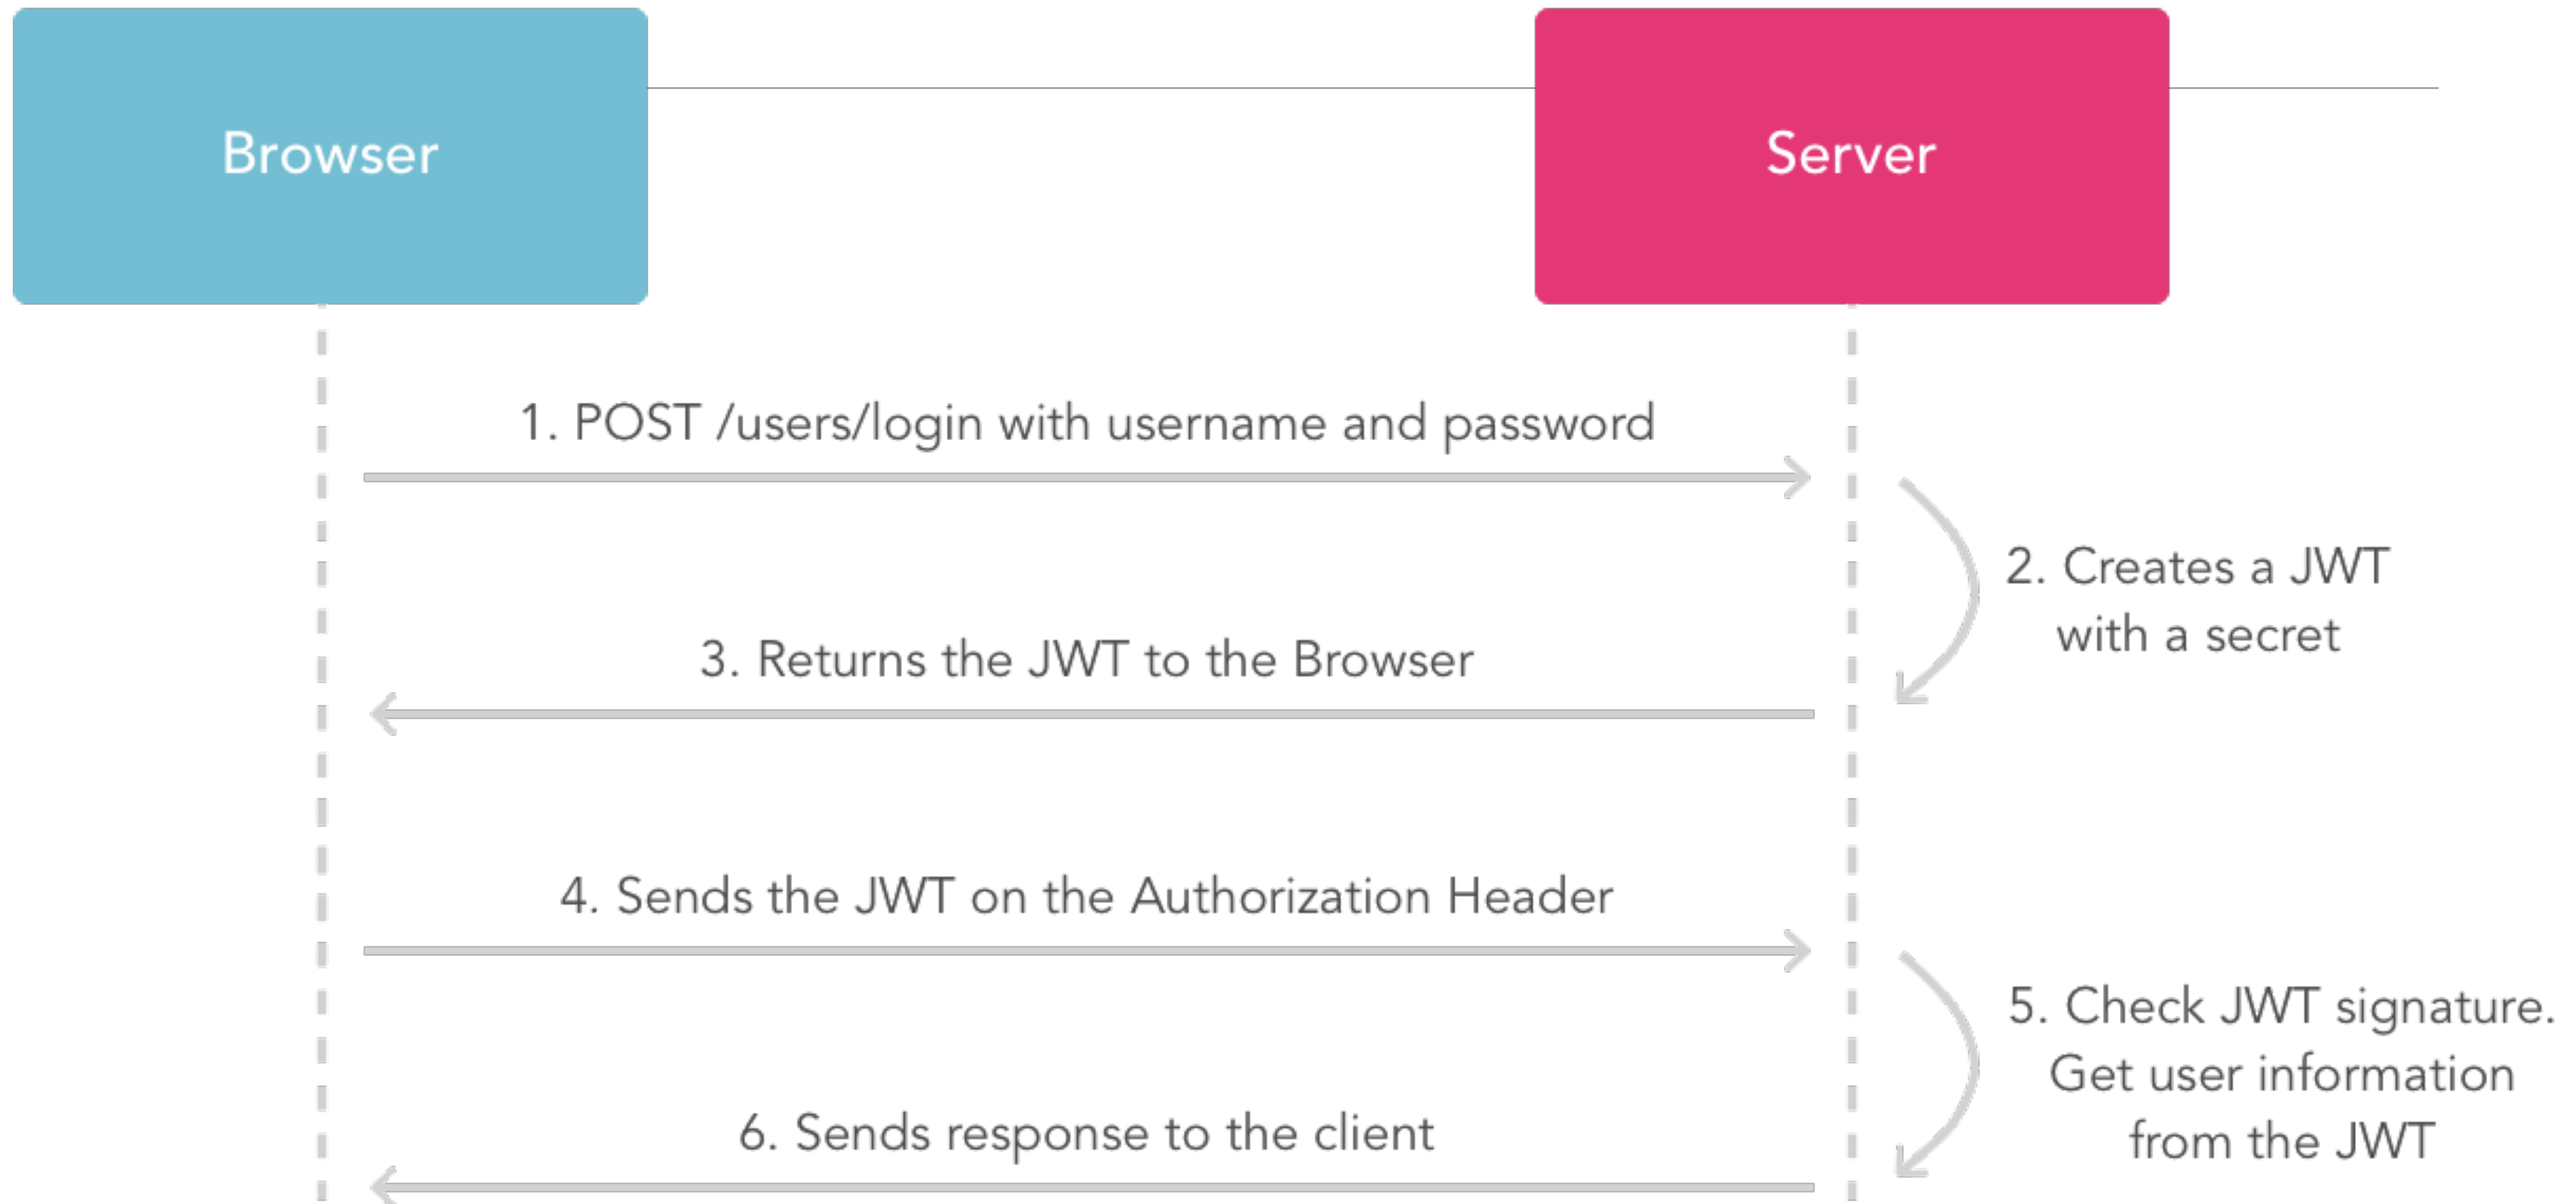 Browser
Server
1. POST /users/login with username and password
2. Creates a JWT
with a secret
3. Returns the JWT to the Browser
4. Sends the JWT on the Authorization Header
5. Check JWT signature.
Get user information
from the JWT
6. Sends response to the client